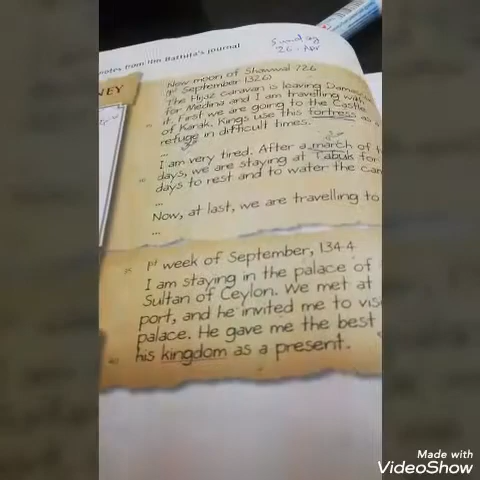 notes from Ibn Battuta's Journal
Sunday
26-Apr
NEY
New moon of Shawwal 726
(1st September 1326)
The Hijaz caravan is leaving
for Medina and I am travelling with
it. First we are going to the Castle
of Karak. Kings use this fortress as
refuge in difficult times.
...
I am very tired. After a march of
days, we are staying at Tabuk for
days to rest and to water the
...
Now, at last, we are travelling to
...
1st week of September, 1344
I am staying in the palace of
Sultan of Ceylon. We met at
port, and he invited me to
palace. He gave me the best
his kingdom as a present.
Made with
VideoShow